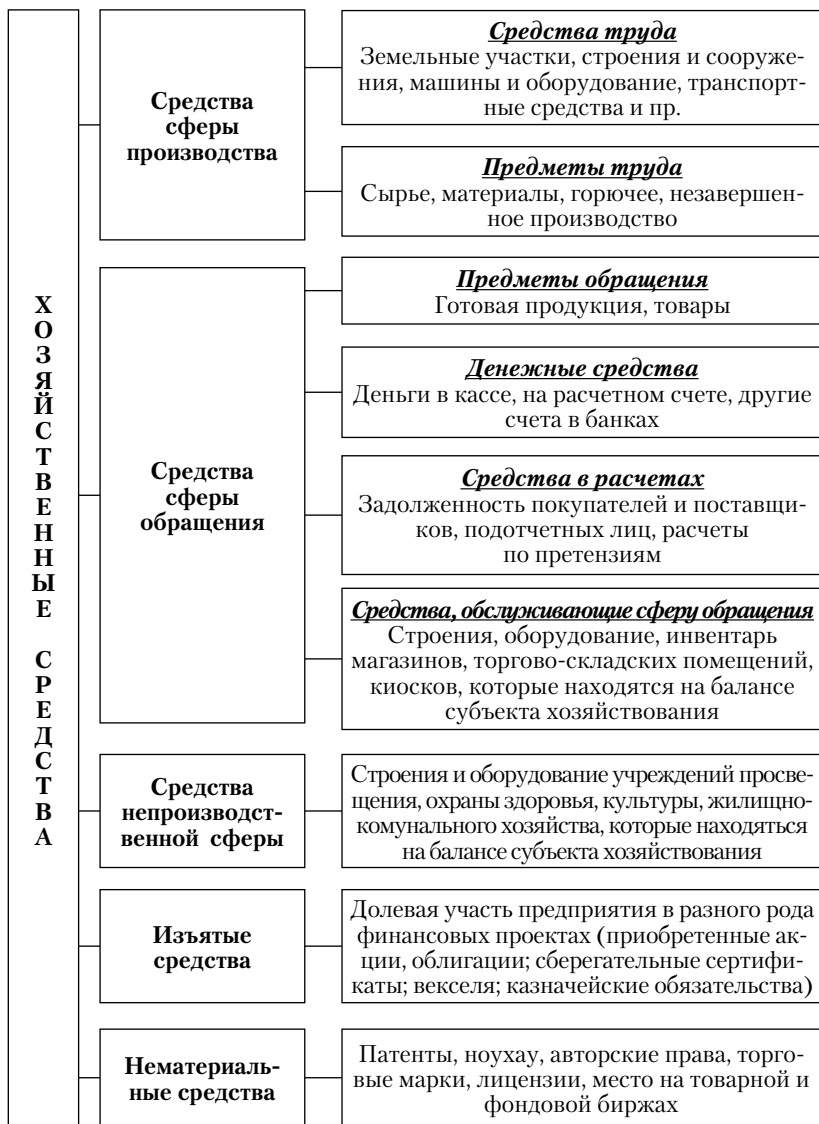 ХОЗЯЙСТВЕННЫЕ СРЕДСТВА
Средства
сферы
производства
Средства труда
Земельные участки, строения и сооруже-
ния, машины и оборудование, транспорт-
ные средства и пр.
Предметы труда
Сырье, материалы, горючее, незавершен-
ное производство
Средства
сферы
обращения
Предметы обращения
Готовая продукция, товары
Денежные средства
Деньги в кассе, на расчетном счете, другие
счета в банках
Средства в расчетах
Задолженность покупателей и поставщи-
ков, подотчетных лиц, расчеты
по претензиям
Средства, обслуживающие сферу обращения
Строения, оборудование, инвентарь
магазинов, торгово-складских помещений,
киосков, которые находятся на балансе
субъекта хозяйствования
Средства
непроизводст-
венной сферы
Строения и оборудование учреждений просве-
щения, охраны здоровья, культуры, жилищно-
комунального хозяйства, которые находяться
на балансе субъекта хозяйствования
Изъятые
средства
Долевая участь предприятия в разного рода
финансовых проектах (приобретенные ак-
ции, облигации; сберегательные сертифи-
каты; векселя; казначейские обязательства)
Нематериаль-
ные средства
Патенты, ноухау, авторские права, торго-
вые марки, лицензии, место на товарной и
фондовой биржах